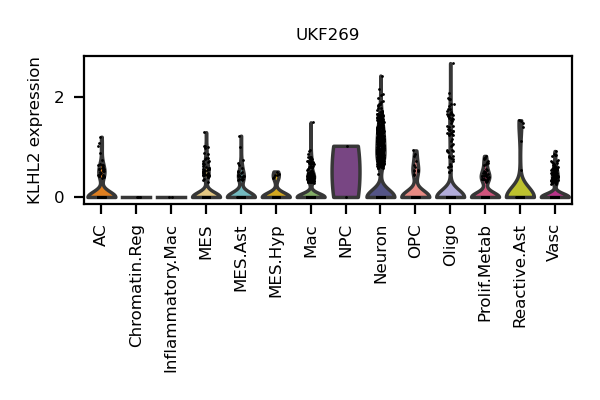 UKF269
KLHL2 expression
2
0
AC
Chromatin.Reg
Inflammatory.Mac
MES
MES.Ast
MES.Hyp
Mac
NPC
Neuron
OPC
Oligo
Prolif.Metab
Reactive.Ast
Vasc